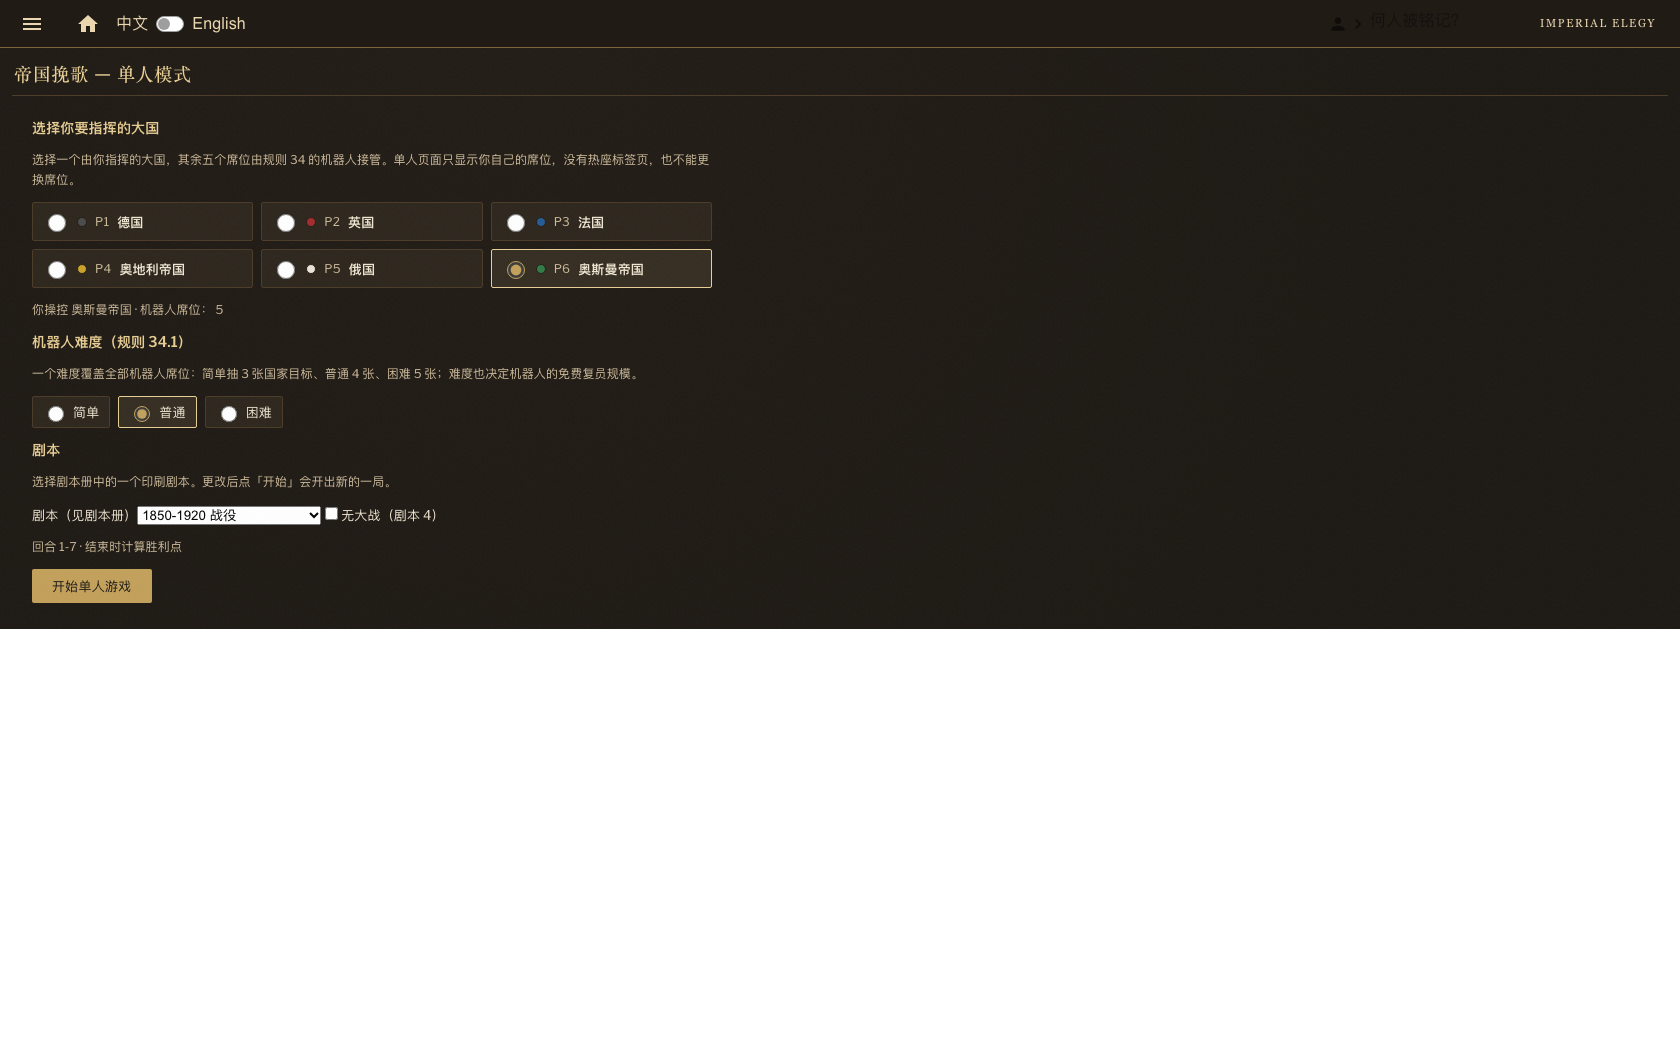 中文 English 何人被铭记? IMPERIAL ELEGY
帝国挽歌 — 单人模式
选择你要指挥的大国
选择一个由你指挥的大国，其余五个席位由规则 34 的机器人接管。单人页面只显示你自己的席位，没有热座标签页，也不能更
换席位。
P1 德国 P2 英国 P3 法国
P4 奥地利帝国 P5 俄国 P6 奥斯曼帝国
你操控 奥斯曼帝国 · 机器人席位： 5
机器人难度（规则 34.1）
一个难度覆盖全部机器人席位：简单抽 3 张国家目标、普通 4 张、困难 5 张；难度也决定机器人的免费复员规模。
简单 普通 困难
剧本
选择剧本册中的一个印刷剧本。更改后点「开始」会开出新的一局。
剧本（见剧本册） 1850-1920 战役 无大战（剧本 4）
回合 1-7 · 结束时计算胜利点
开始单人游戏